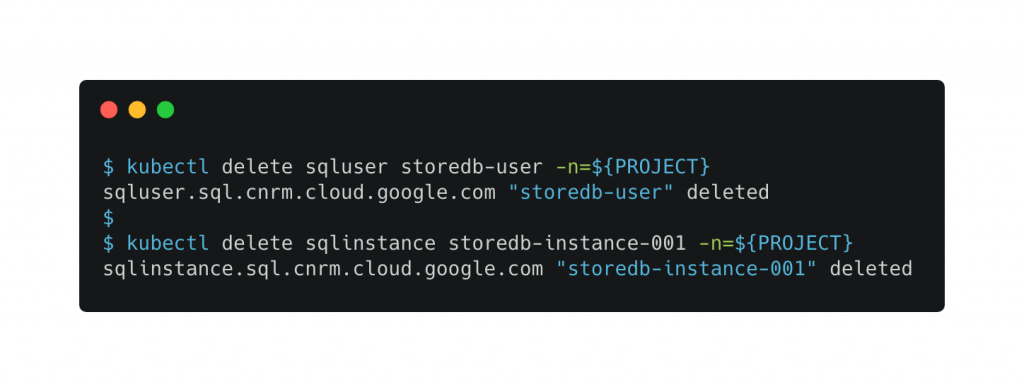 $ kubectl delete sqluser storedb-user -n=${PROJECT}
sqluser.sql.cnrm.cloud.google.com "storedb-user" deleted
$
$ kubectl delete sqlinstance storedb-instance-001 -n=${PROJECT}
sqlinstance.sql.cnrm.cloud.google.com "storedb-instance-001" deleted